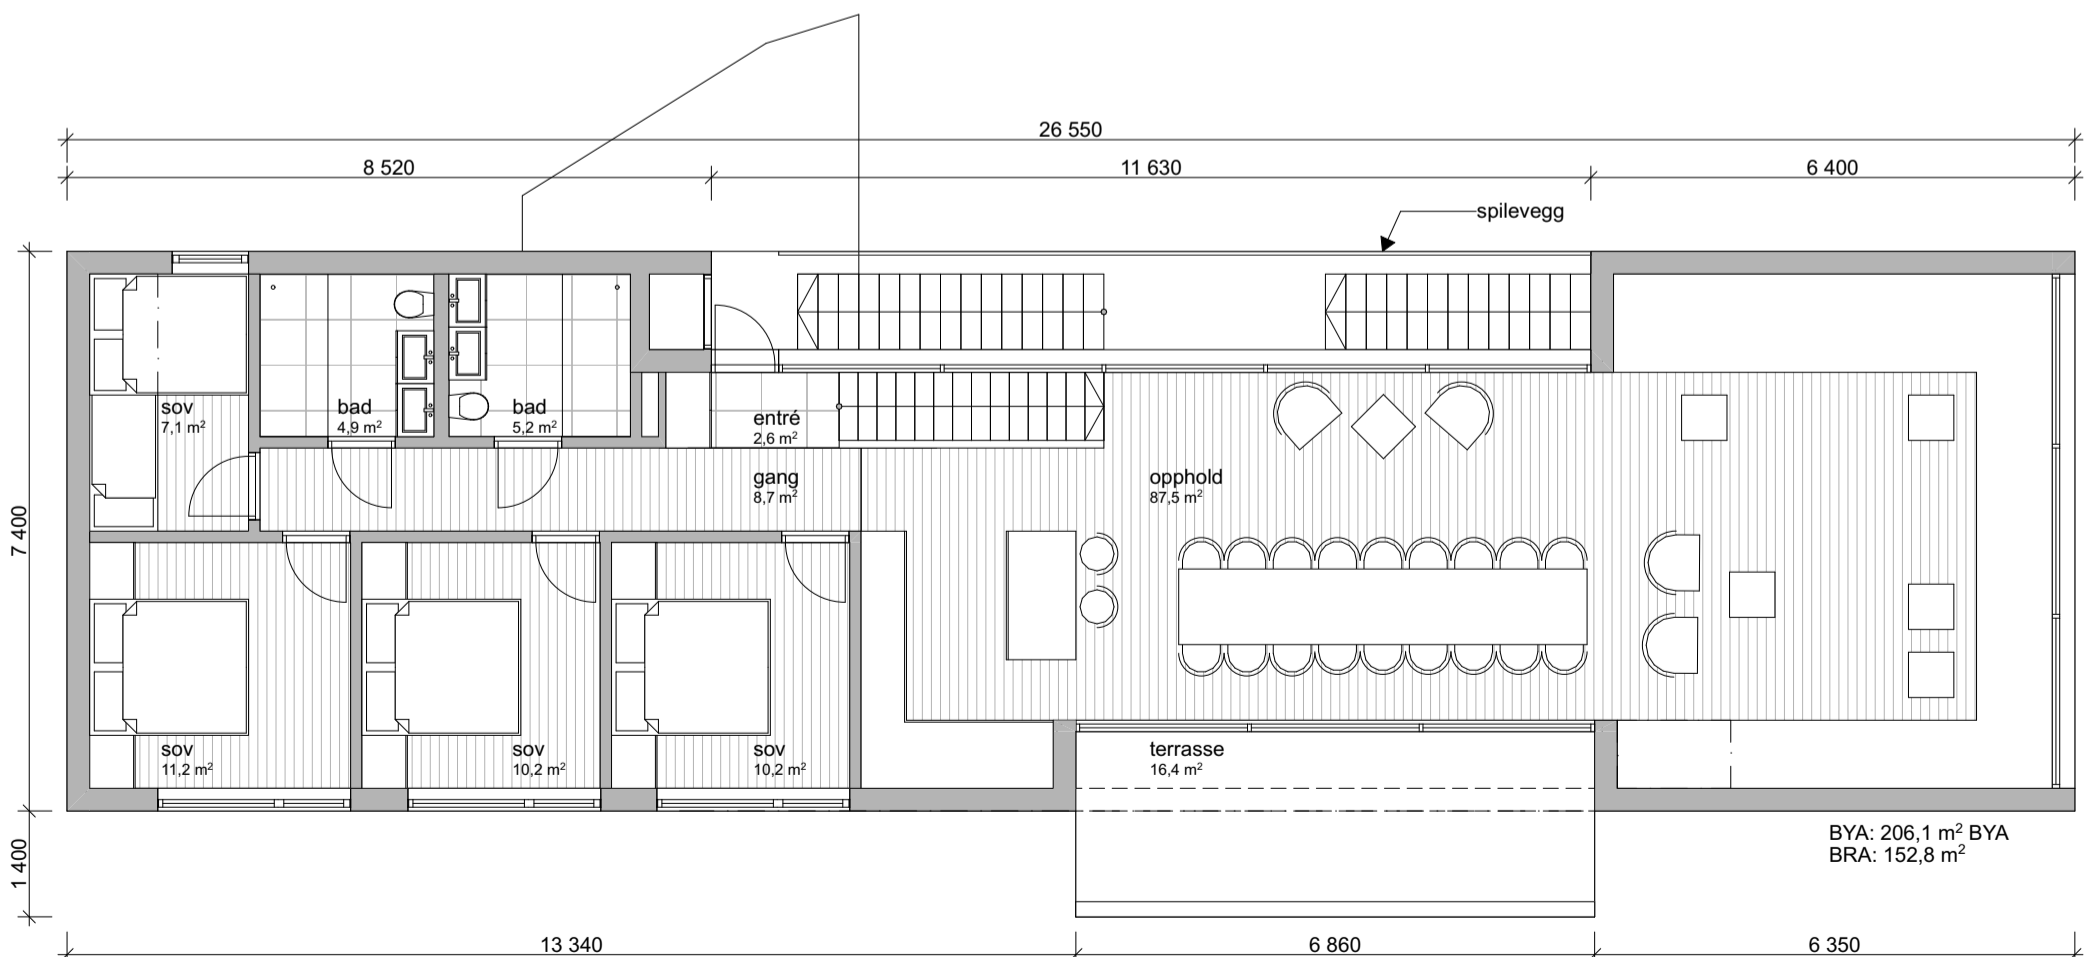 26 550
8 520
11 630
6 400
spilevegg
sov
7,1 m²
bad
4,9 m²
bad
5,2 m²
entré
2,6 m²
gang
8,7 m²
opphold
87,5 m²
7 400
sov
11,2 m²
sov
10,2 m²
sov
10,2 m²
terrasse
16,4 m²
BYA: 206,1 m² BYA
BRA: 152,8 m²
1 400
13 340
6 860
6 350